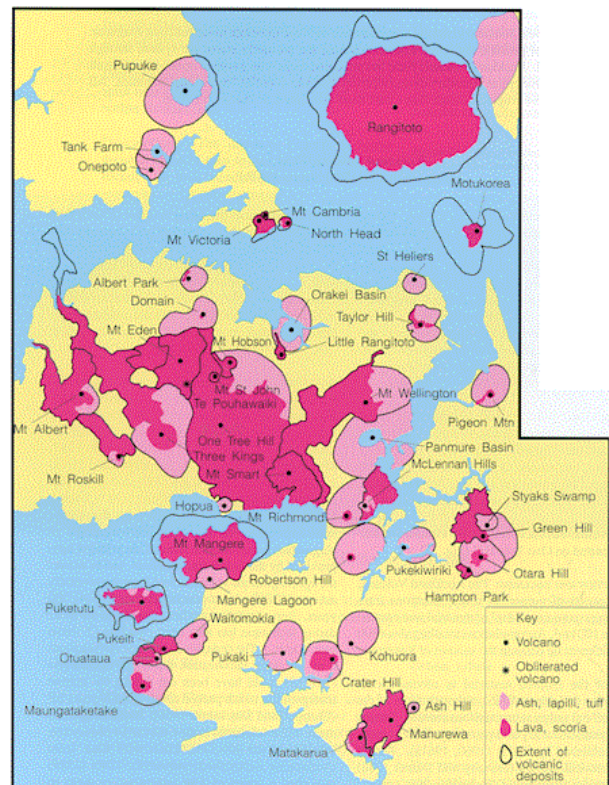 Pupuke
Rangitoto
Tank Farm
Onepoto
Motukorea
Mt Cambria
Mt Victoria
North Head
St Heliers
Albert Park
Orakei Basin
Domain
Taylor Hill
Mt Eden
Mt Hobson
Little Rangitoto
Mt St John
Mt Wellington
Te Pouhawaiki
Pigeon Mtn
Mt Albert
One Tree Hill
Panmure Basin
Three Kings
McLennan Hills
Mt Roskill
Mt Smart
Styaks Swamp
Hopua
Mt Richmond
Green Hill
Mt Mangere
Robertson Hill
Pukekiwiriki
Otara Hill
Hampton Park
Mangere Lagoon
Puketutu
Waitomokia
Pukeiti
Otuataua
Pukaki
Kohuora
Crater Hill
Maungataketake
Ash Hill
Manurewa
Matakarua
Key
Volcano
Obliterated
volcano
Ash, lapilli, tuff
Lava, scoria
Extent of
volcanic
deposits